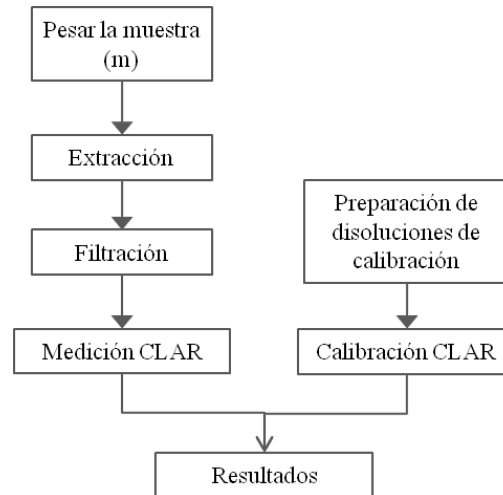 Pesar la muestra
(m)
Extracción
Filtración
Medición CLAR
Preparación de
disoluciones de
calibración
Calibración CLAR
Resultados